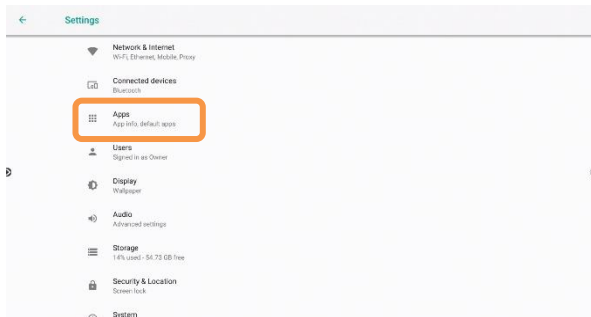 Settings
Network & Internet
Wi-Fi, Ethernet, Mobile, Proxy
Connected devices
Bluetooth
Apps
App info, default apps
Users
Signed in as Owner
Display
Wallpaper
Audio
Advanced settings
Storage
14% used - 54.73 GB free
Security & Location
Screen lock
System